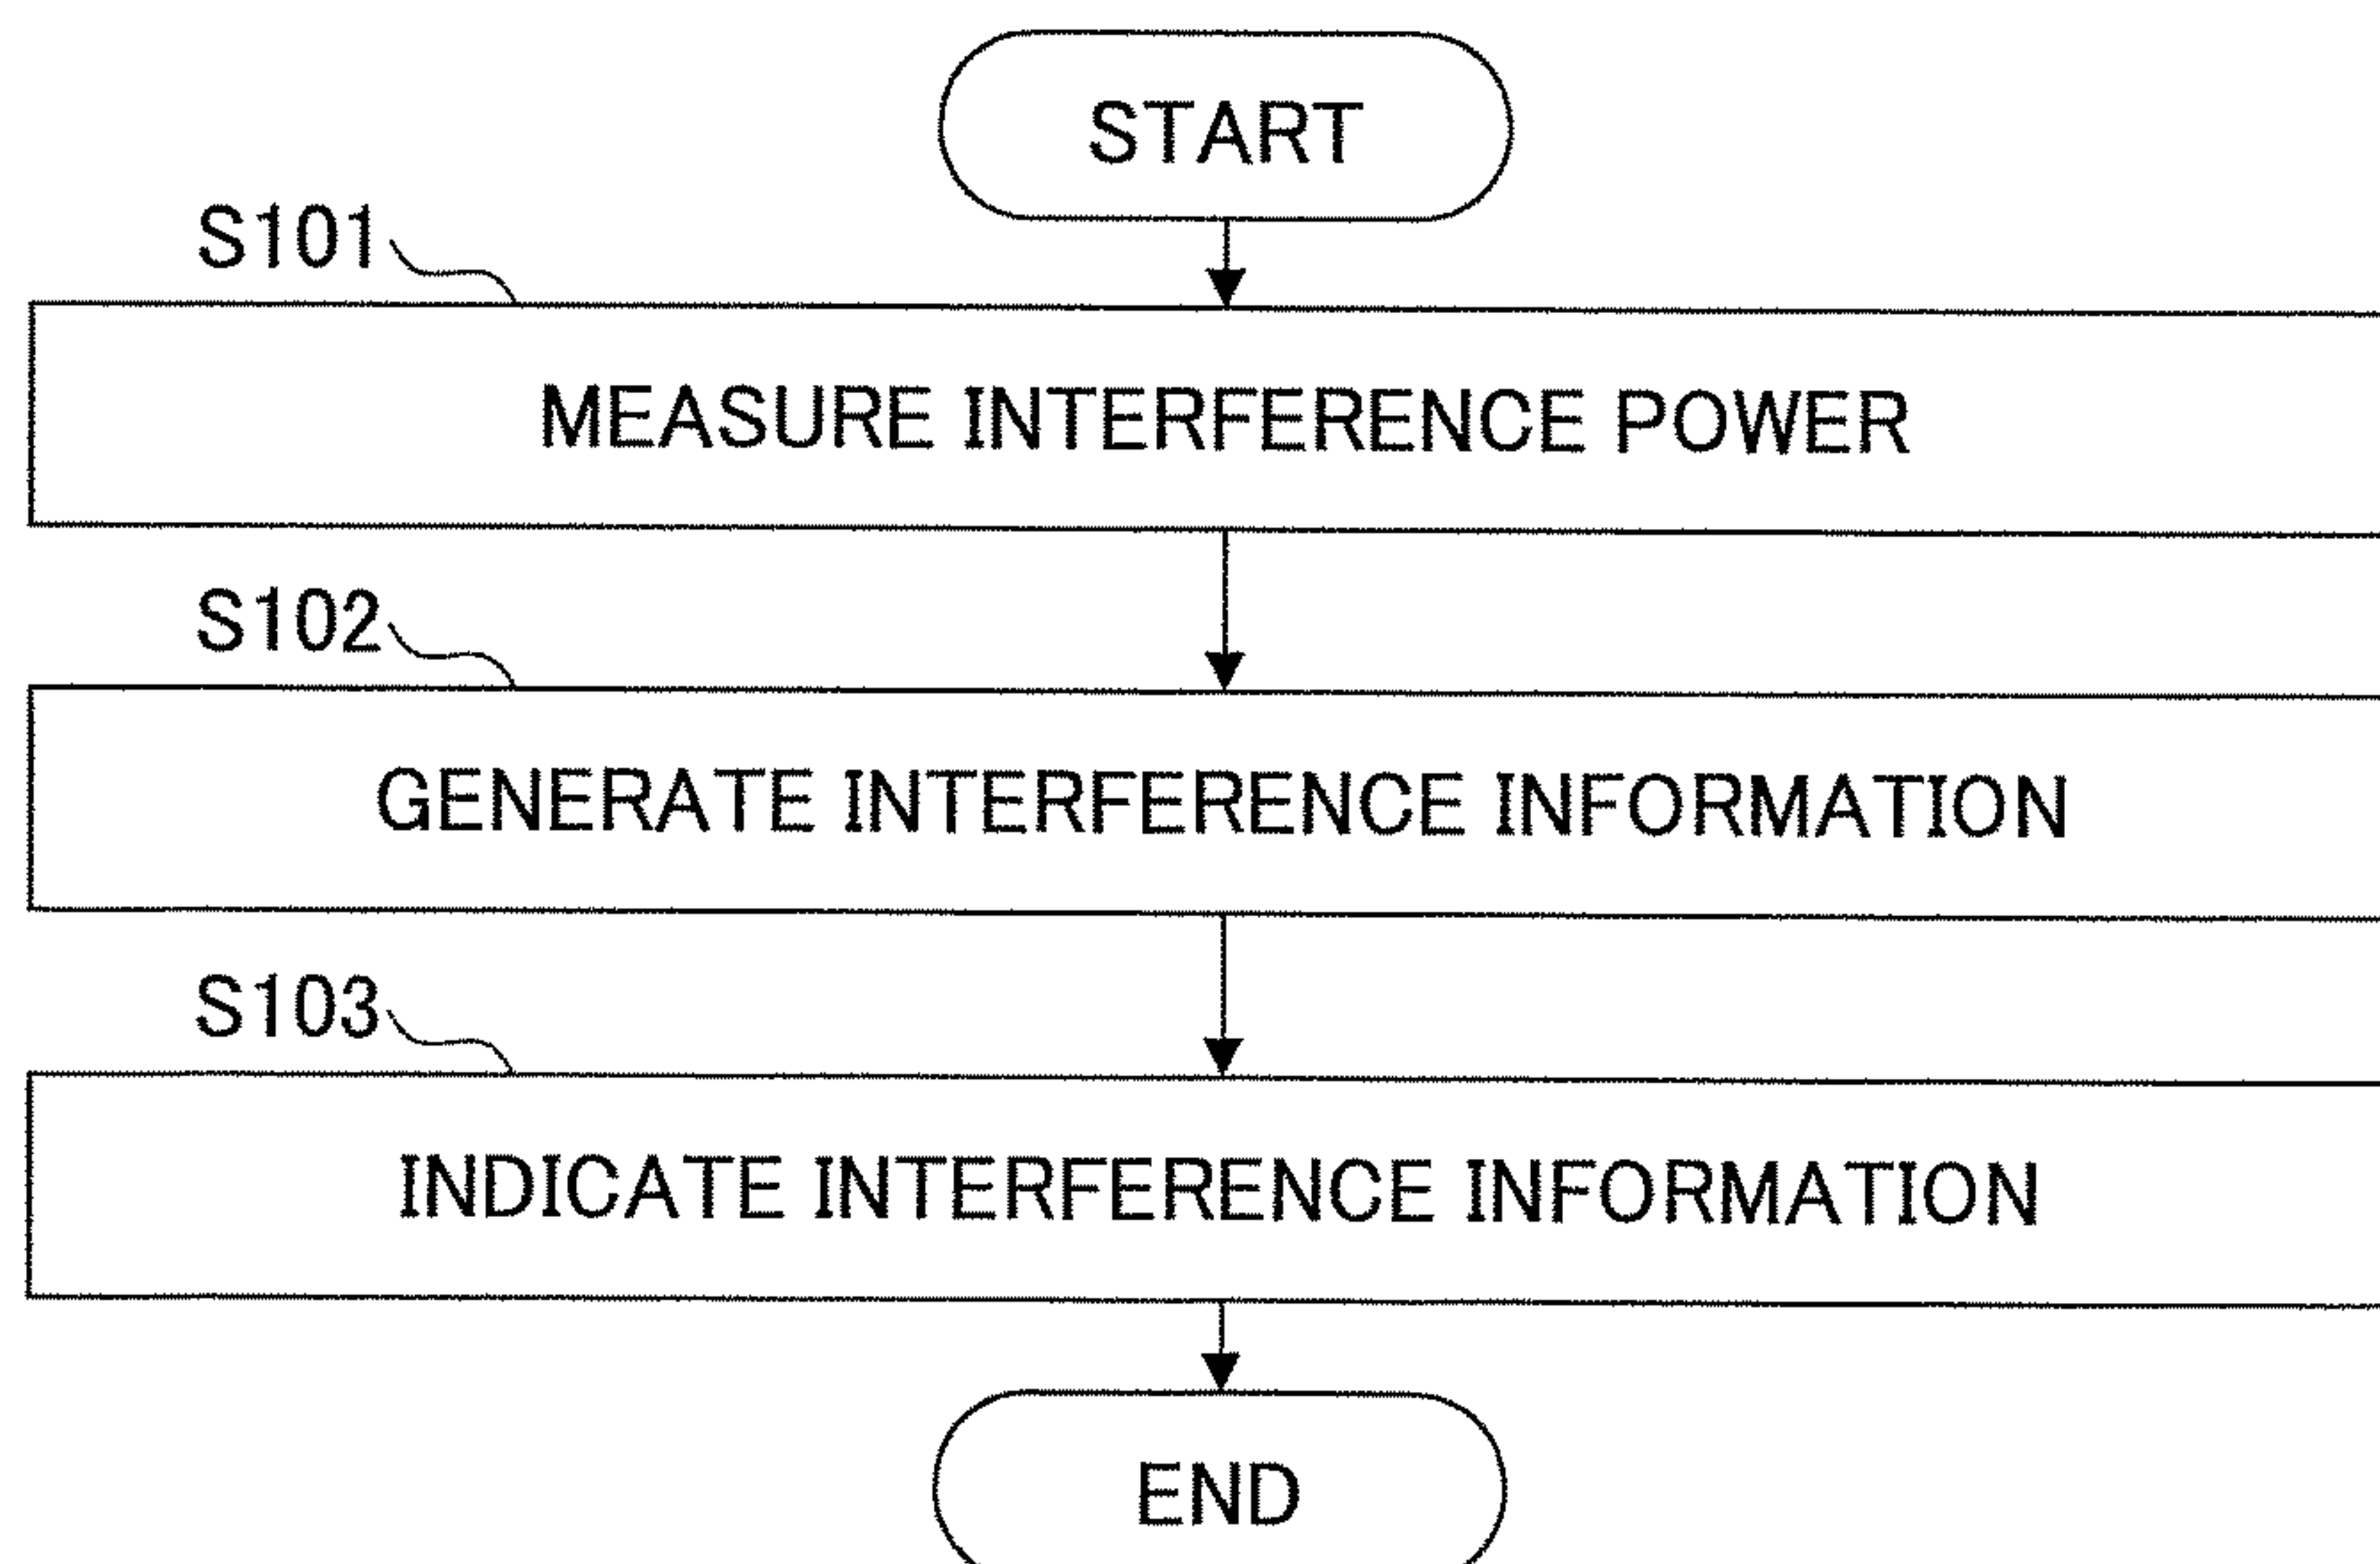 START
S101
MEASURE INTERFERENCE POWER
S102
GENERATE INTERFERENCE INFORMATION
S103
INDICATE INTERFERENCE INFORMATION
END